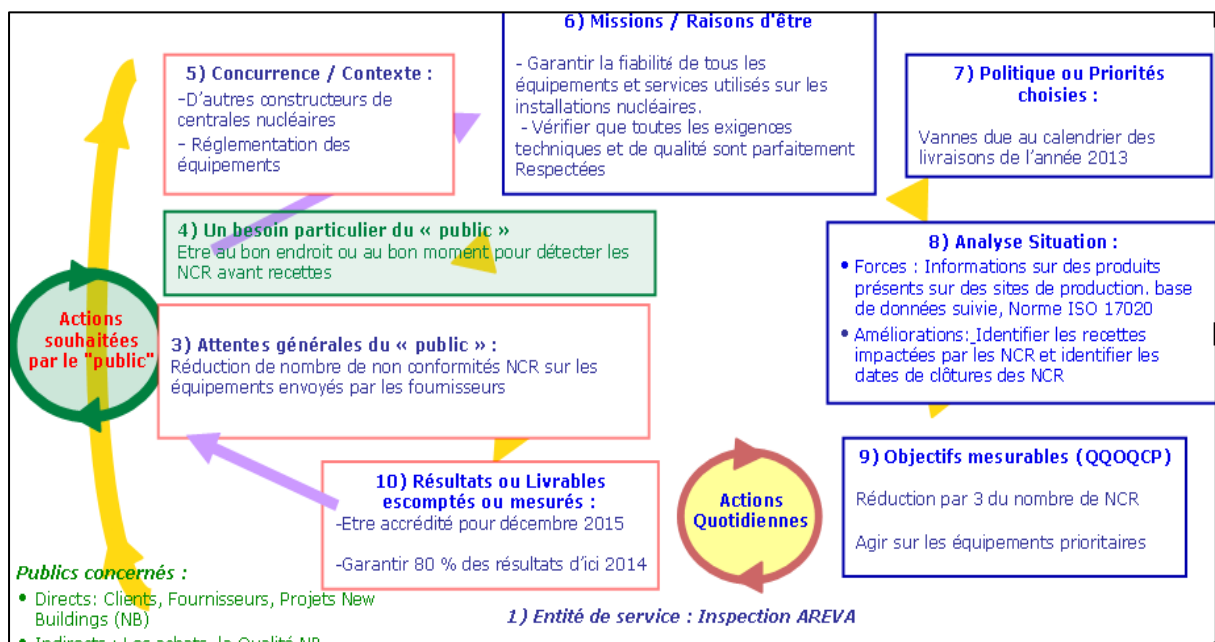 6) Missions / Raisons d'être
- Garantir la fiabilité de tous les
équipements et services utilisés sur les
installations nucléaires.
- Vérifier que toutes les exigences
techniques et de qualité sont parfaitement
Respectées
5) Concurrence / Contexte :
-D'autres constructeurs de
centrales nucléaires
- Réglementation des
équipements
7) Politique ou Priorités
choisies :
Vannes due au calendrier des
livraisons de l'année 2013
4) Un besoin particulier du « public »
Etre au bon endroit ou au bon moment pour détecter les
NCR avant recettes
8) Analyse Situation :
• Forces : Informations sur des produits
présents sur des sites de production. base
de données suivie, Norme ISO 17020
• Améliorations: Identifier les recettes
impactées par les NCR et identifier les
dates de clôtures des NCR
Actions
souhaitées
par le "public"
3) Attentes générales du « public » :
Réduction de nombre de non conformités NCR sur les
équipements envoyés par les fournisseurs
10) Résultats ou Livrables
escomptés ou mesurés :
-Etre accrédité pour décembre 2015
-Garantir 80 % des résultats d'ici 2014
Actions
Quotidiennes
9) Objectifs mesurables (QQOQCP)
Réduction par 3 du nombre de NCR
Agir sur les équipements prioritaires
Publics concernés :
• Directs: Clients, Fournisseurs, Projets New
Buildings (NB)
• Indirects : Les achats, la Qualité NB
1) Entité de service : Inspection AREVA